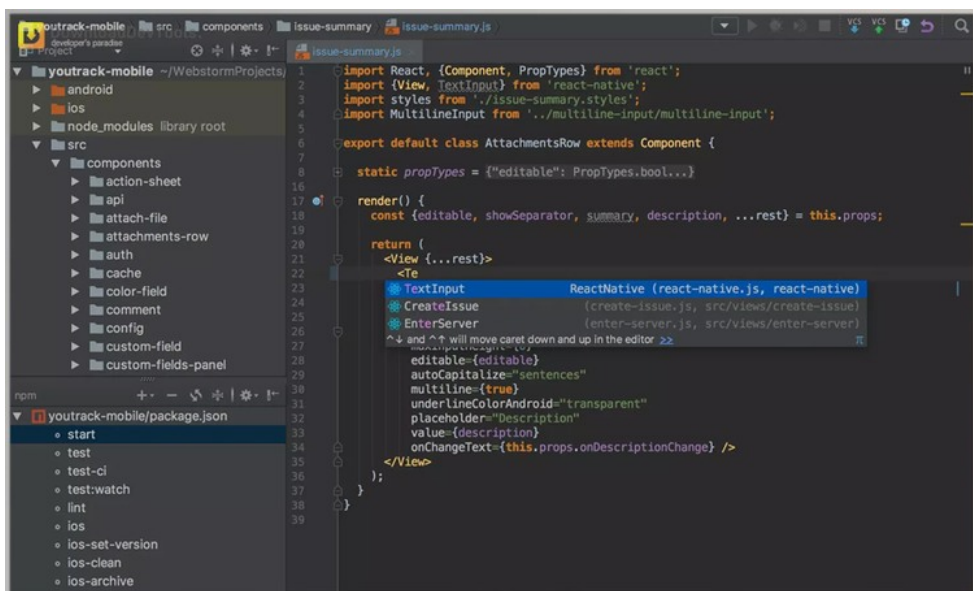 youtrack-mobile src components issue-summary issue-summary.js
developer's paradise
Project
issue-summary.js
youtrack-mobile ~/WebstormProjects/
android
ios
node_modules library root
src
components
action-sheet
api
attach-file
attachments-row
auth
cache
color-field
comment
config
custom-field
custom-fields-panel
npm
youtrack-mobile/package.json
start
test
test-ci
test:watch
lint
ios
ios-set-version
ios-clean
ios-archive
1 import React, {Component, PropTypes} from 'react';
2 import {View, TextInput} from 'react-native';
3 import styles from './issue-summary.styles';
4 import MultilineInput from '../multiline-input/multiline-input';
5
6 export default class AttachmentsRow extends Component {
7
8 static propTypes = {"editable": PropTypes.bool...}
16
17 render() {
18 const {editable, showSeparator, summary, description, ...rest} = this.props;
19
20 return (
21 <View {...rest}>
22 <Te
23 TextInput ReactNative (react-native.js, react-native)
24 CreateIssue (create-issue.js, src/views/create-issue)
25 EnterServer (enter-server.js, src/views/enter-server)
26 ^↓ and ^↑ will move caret down and up in the editor >> π
27
28 editable={editable}
29 autoCapitalize="sentences"
30 multiline={true}
31 underlineColorAndroid="transparent"
32 placeholder="Description"
33 value={description}
34 onChangeText={this.props.onDescriptionChange} />
35 </View>
36 );
37 }
38 }
39
VCS VCS